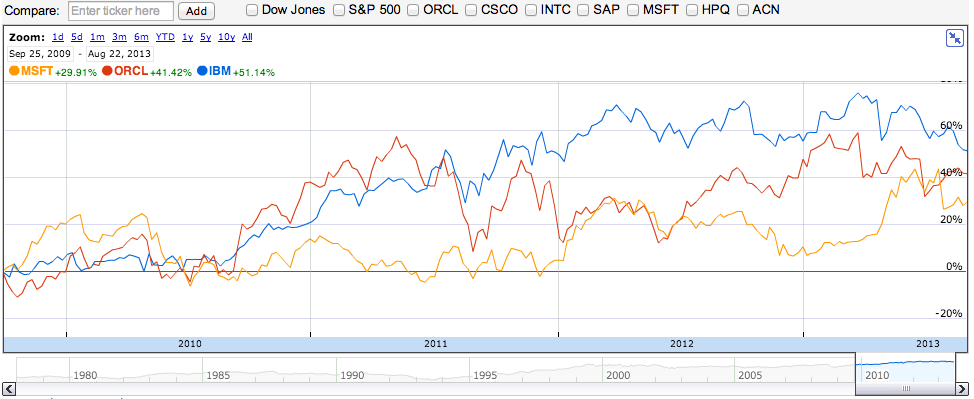 Compare: Enter ticker here Add Dow Jones S&P 500 ORCL CSCO INTC SAP MSFT HPQ ACN
Zoom: 1d 5d 1m 3m 6m YTD 1y 5y 10y All
Sep 25, 2009 - Aug 22, 2013
MSFT +29.91% ORCL +41.42% IBM +51.14%
60%
40%
20%
0%
-20%
2010 2011 2012 2013
1980 1985 1990 1995 2000 2005 2010